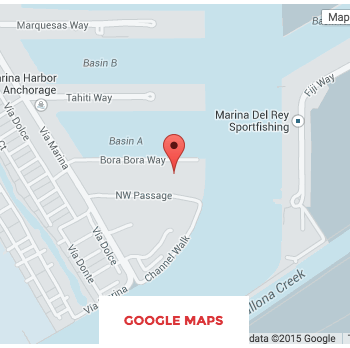 Marquesas Way
Map
Basin
Basin B
arina Harbor
Anchorage
Tahiti Way
Fiji Way
Via Dolce
Ct
Via Marina
Basin A
Marina Del Rey
Sportfishing
Bora Bora Way
NW Passage
Via Dolce
Via Donte
Channel Walk
Via Marina
llona Creek
GOOGLE MAPS
data ©2015 Google